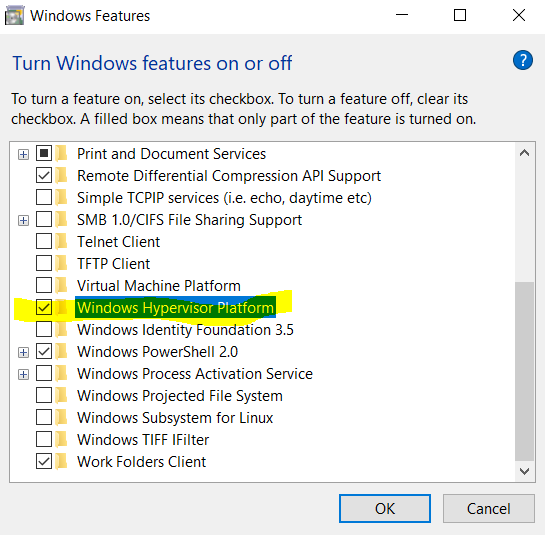 Windows Features
Turn Windows features on or off
?
To turn a feature on, select its checkbox. To turn a feature off, clear its
checkbox. A filled box means that only part of the feature is turned on.
Print and Document Services
Remote Differential Compression API Support
Simple TCPIP services (i.e. echo, daytime etc)
SMB 1.0/CIFS File Sharing Support
Telnet Client
TFTP Client
Virtual Machine Platform
Windows Hypervisor Platform
Windows Identity Foundation 3.5
Windows PowerShell 2.0
Windows Process Activation Service
Windows Projected File System
Windows Subsystem for Linux
Windows TIFF IFilter
Work Folders Client
OK
Cancel